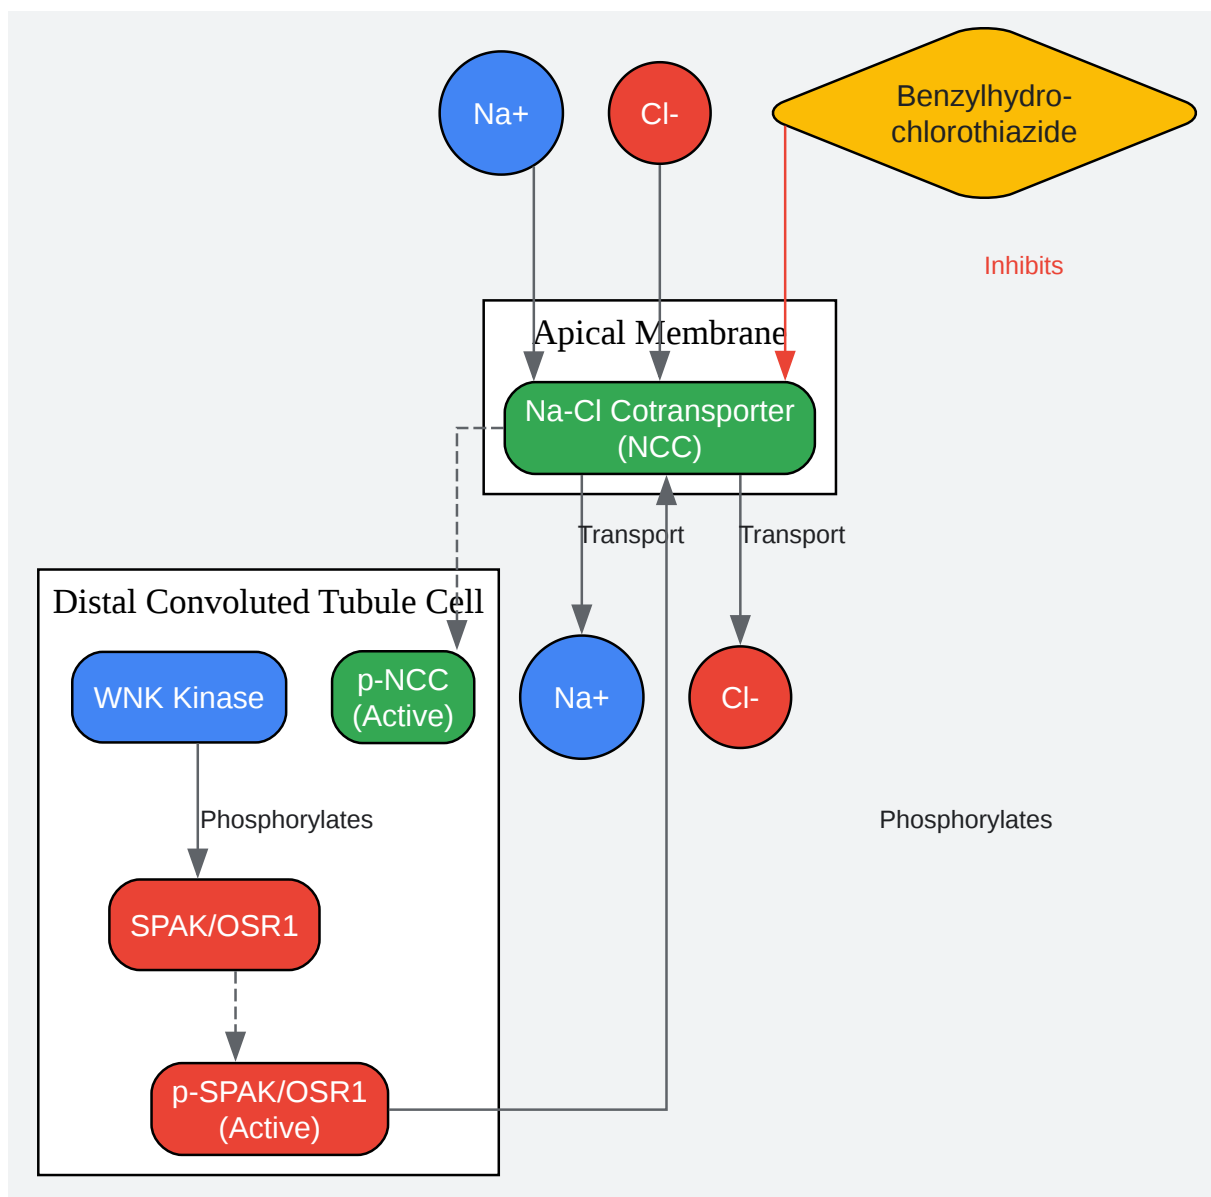 Na+
Cl-
Benzylhydro-
chlorothiazide
Inhibits
Apical Membrane
Na-Cl Cotransporter
(NCC)
Transport
Transport
Distal Convoluted Tubule Cell
WNK Kinase
p-NCC
(Active)
Na+
Cl-
Phosphorylates
Phosphorylates
SPAK/OSR1
p-SPAK/OSR1
(Active)